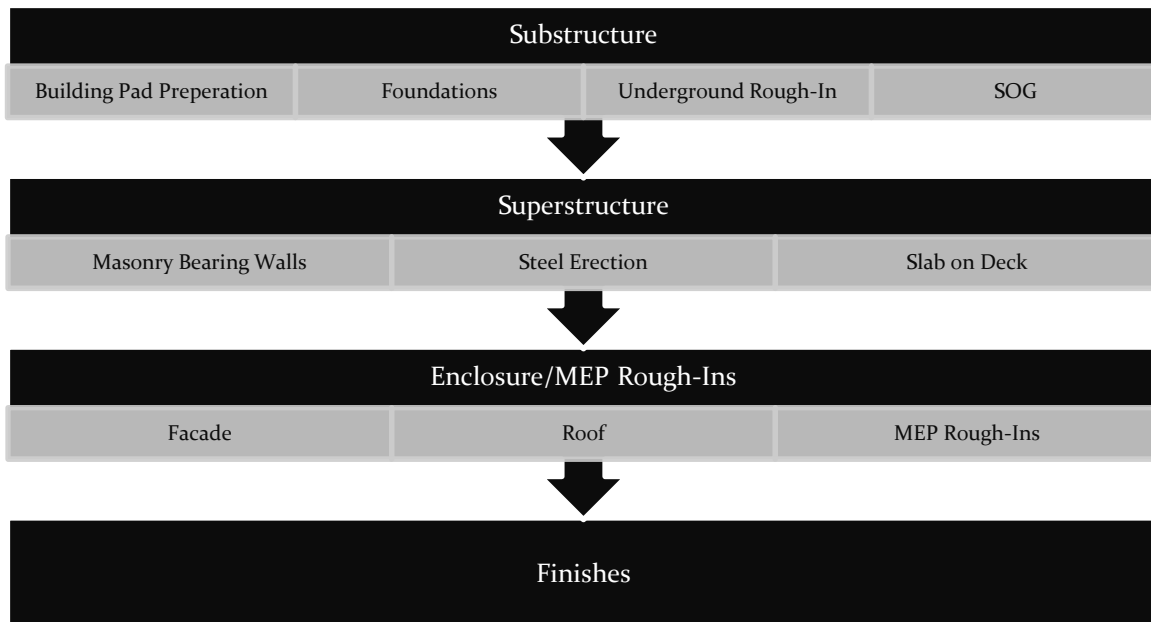 Substructure
Building Pad Preperation
Foundations
Underground Rough-In
SOG
Superstructure
Masonry Bearing Walls
Steel Erection
Slab on Deck
Enclosure/MEP Rough-Ins
Facade
Roof
MEP Rough-Ins
Finishes